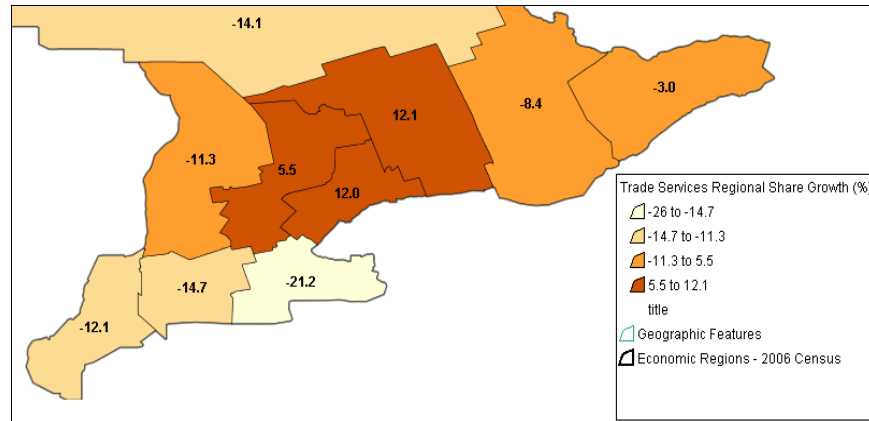 -14.1
-3.0
-8.4
12.1
-11.3
5.5
12.0
-14.7
-21.2
-12.1
Trade Services Regional Share Growth (%)
-26 to -14.7
-14.7 to -11.3
-11.3 to 5.5
5.5 to 12.1
title
Geographic Features
Economic Regions - 2006 Census